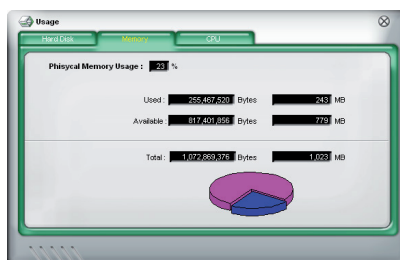 Usage
Hard Disk Memory CPU
Phisycal Memory Usage : 23 %
Used : 255,467,520 Bytes 243 MB
Available : 817,401,856 Bytes 779 MB
Total : 1,072,869,376 Bytes 1,023 MB